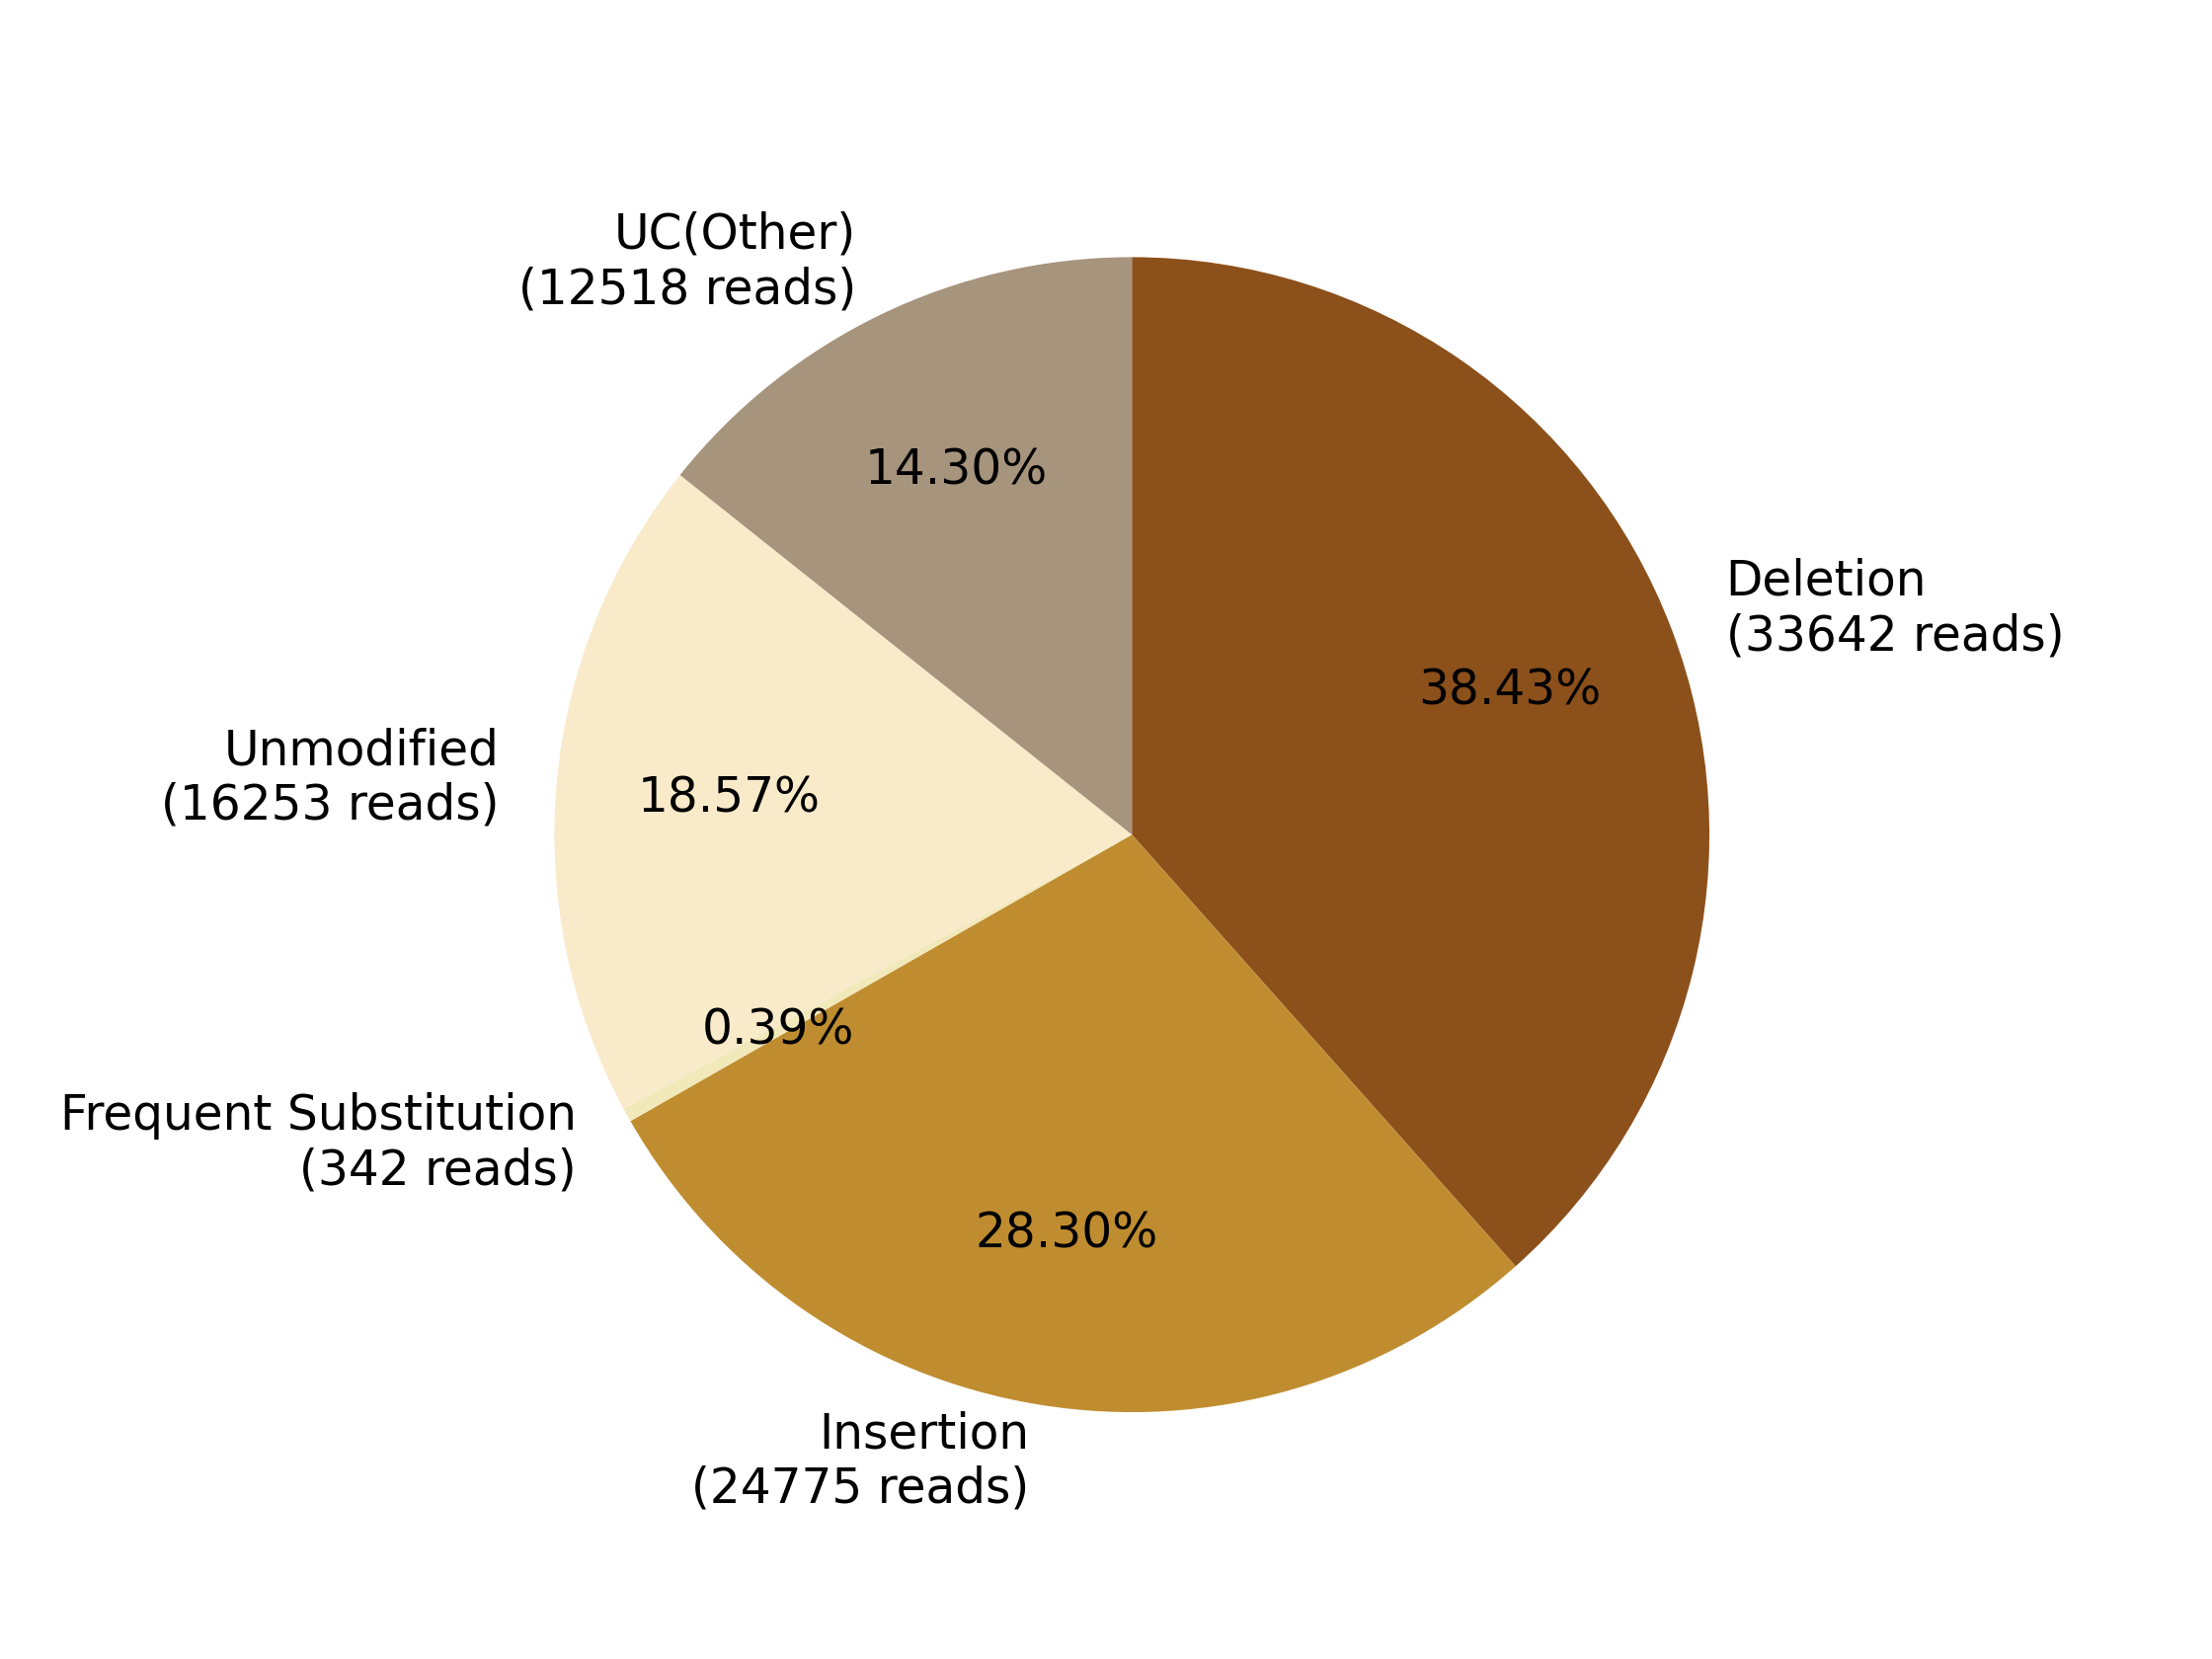 UC(Other)
(12518 reads)
14.30%
Deletion
(33642 reads)
38.43%
Unmodified
(16253 reads)
18.57%
0.39%
Frequent Substitution
(342 reads)
28.30%
Insertion
(24775 reads)